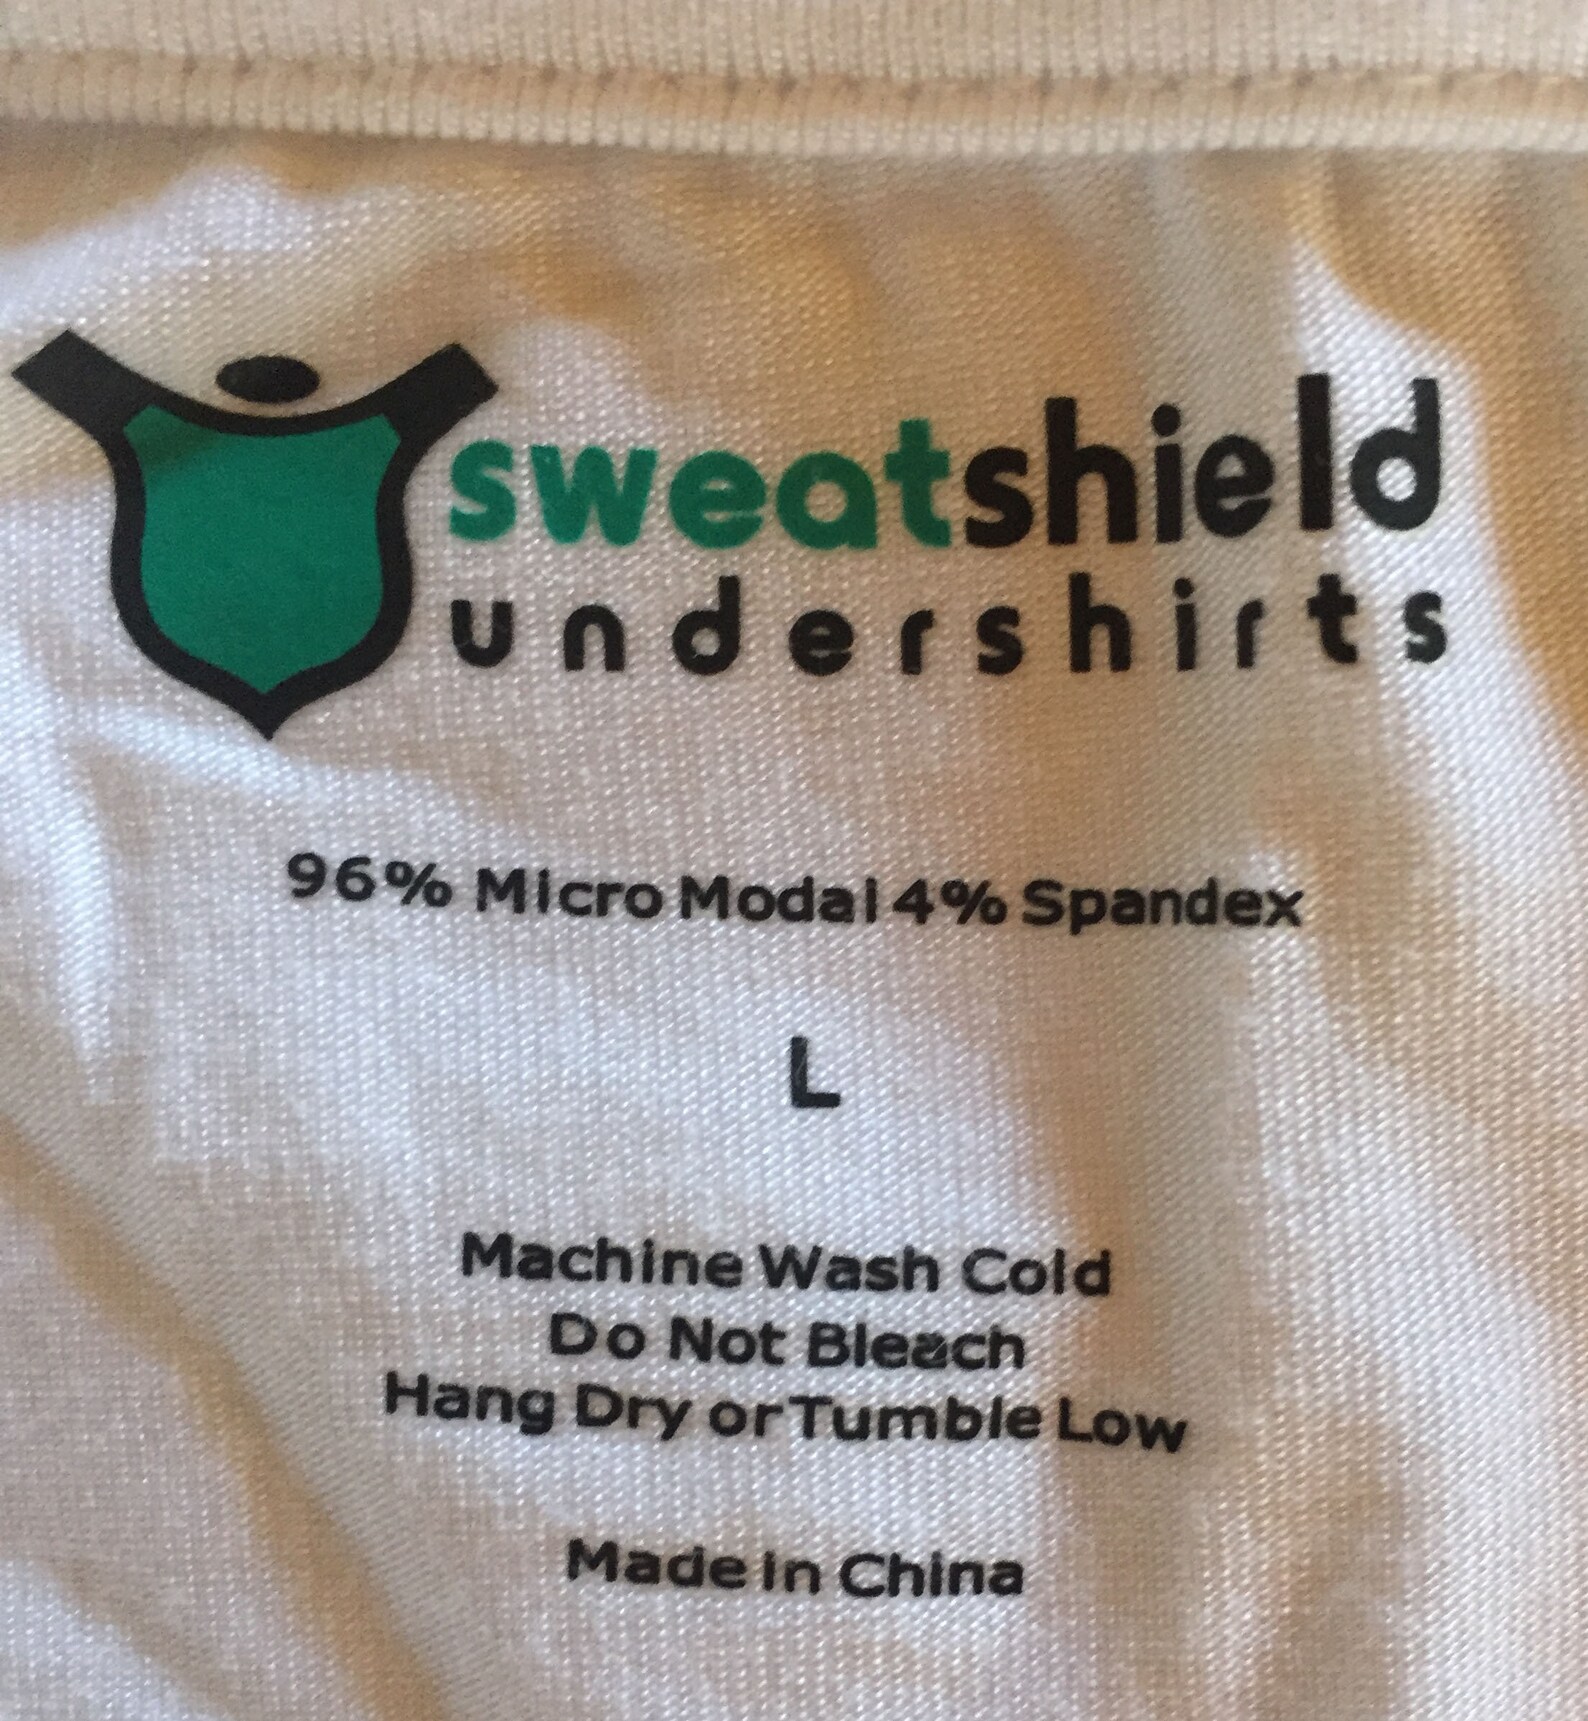 sweatshield
undershirts
96% Micro Modal 4% Spandex
L
Machine Wash Cold
Do Not Bleach
Hang Dry or Tumble Low
Made in China